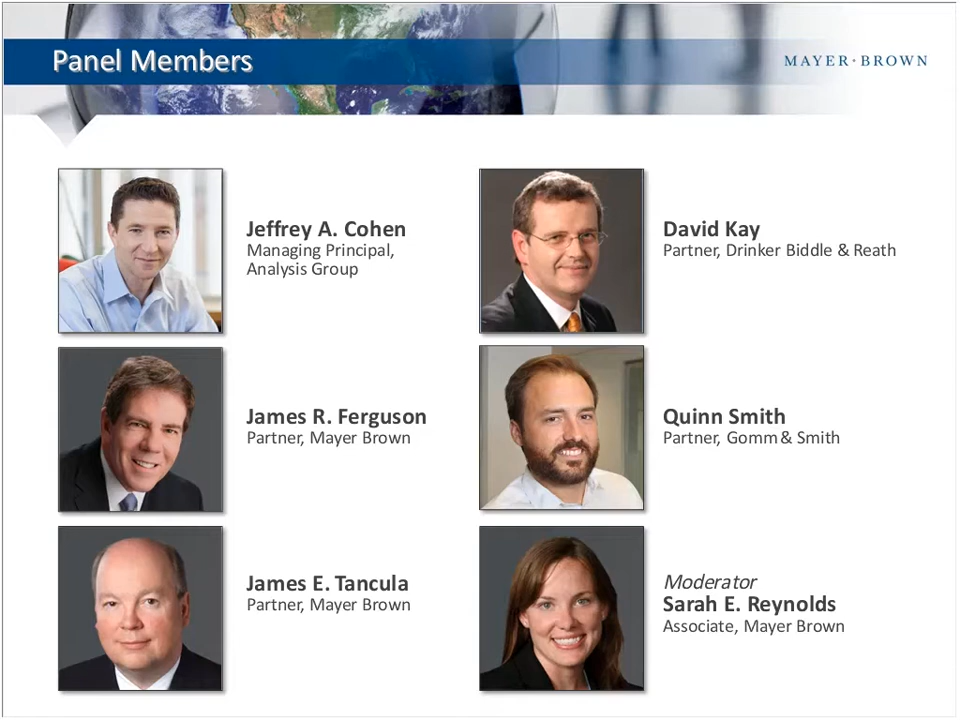 Panel Members
MAYER·BROWN
Jeffrey A. Cohen
Managing Principal,
Analysis Group
David Kay
Partner, Drinker Biddle & Reath
James R. Ferguson
Partner, Mayer Brown
Quinn Smith
Partner, Gomm & Smith
James E. Tancula
Partner, Mayer Brown
Moderator
Sarah E. Reynolds
Associate, Mayer Brown